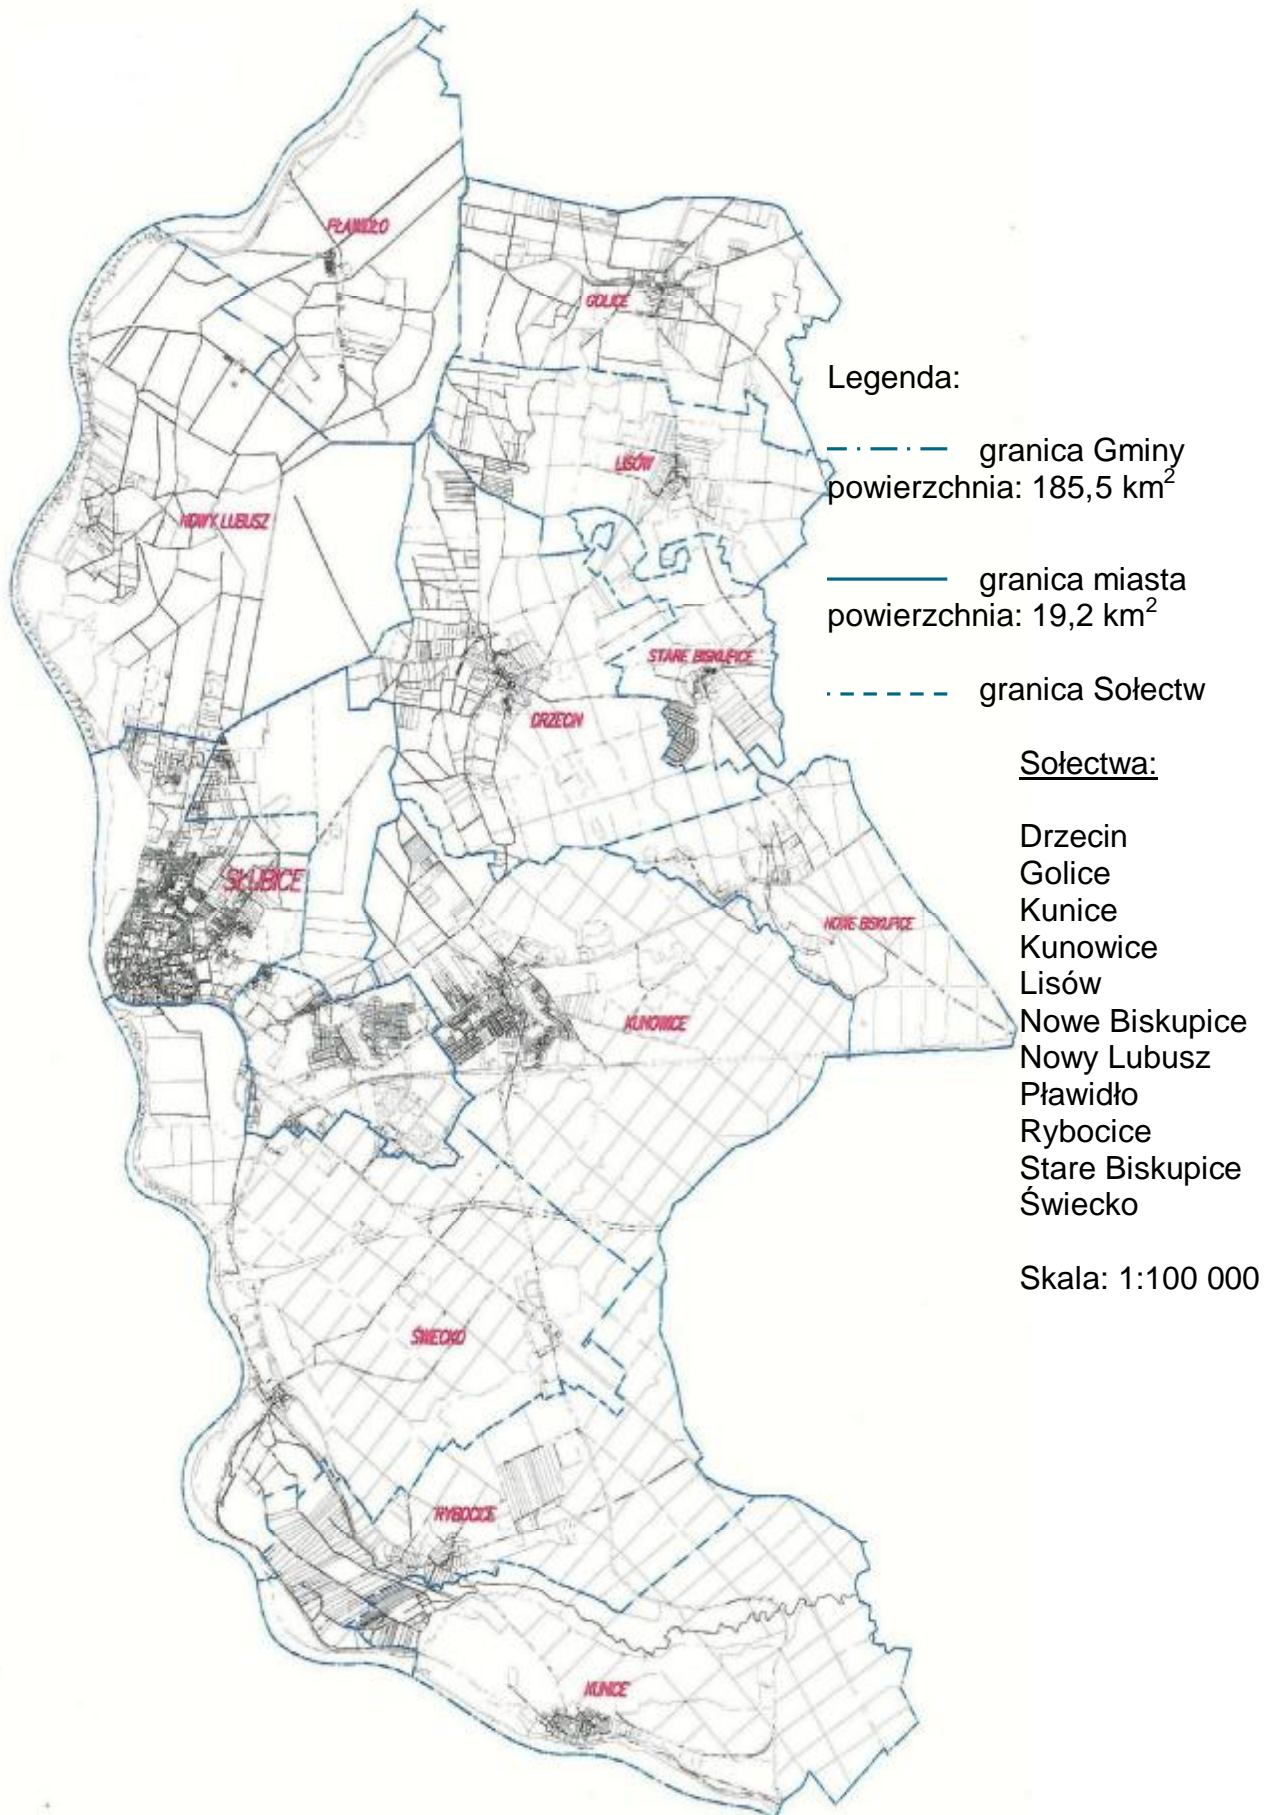 PŁAWIDŁO
GOLICE
LISÓW
NOWY LUBUSZ
STARE BISKUPICE
DRZECIN
SŁUBICE
NOWE BISKUPICE
KUNOWICE
ŚWIECKO
RYBOCICE
KUNICE
Legenda:
granica Gminy
powierzchnia: 185,5 km²
granica miasta
powierzchnia: 19,2 km²
granica Sołectw
Sołectwa:
Drzecin
Golice
Kunice
Kunowice
Lisów
Nowe Biskupice
Nowy Lubusz
Pławidło
Rybocice
Stare Biskupice
Świecko
Skala: 1:100 000